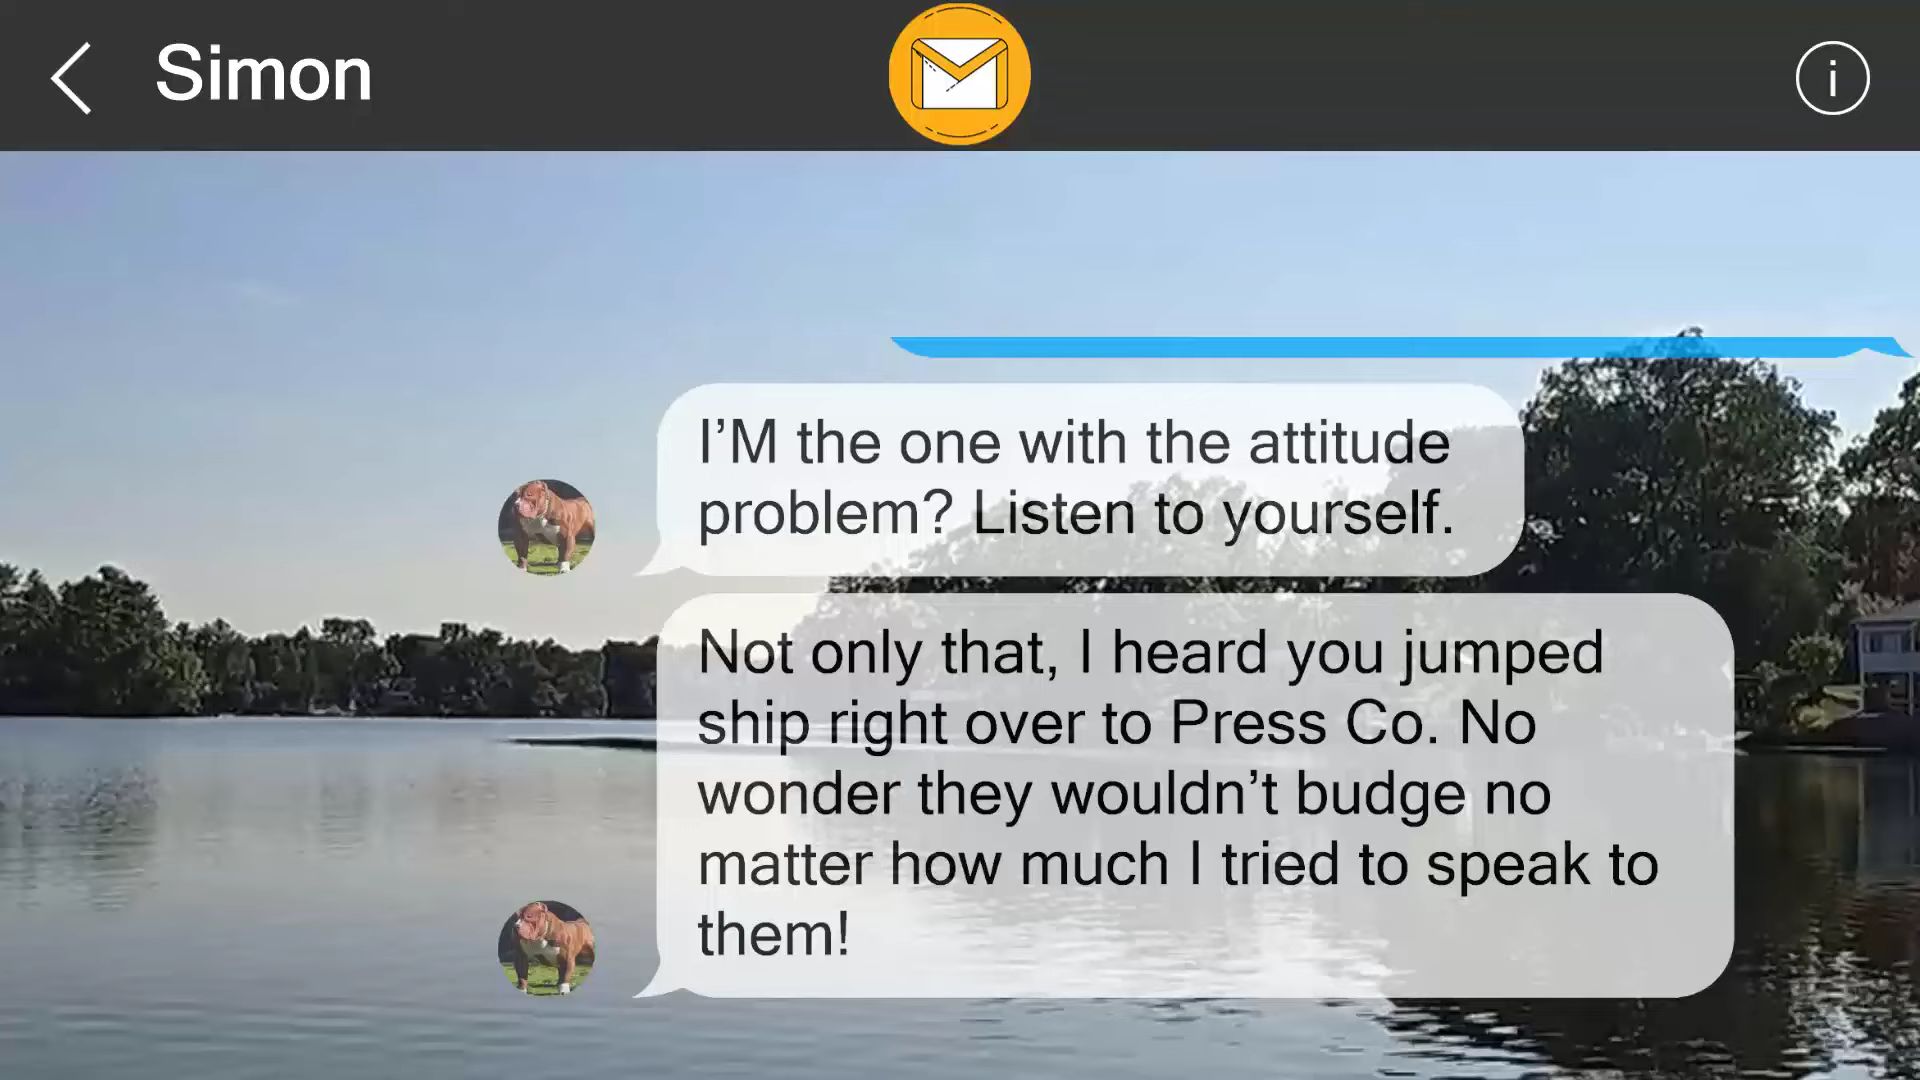 Simon
i
I’M the one with the attitude
problem? Listen to yourself.
Not only that, I heard you jumped
ship right over to Press Co. No
wonder they wouldn’t budge no
matter how much I tried to speak to
them!